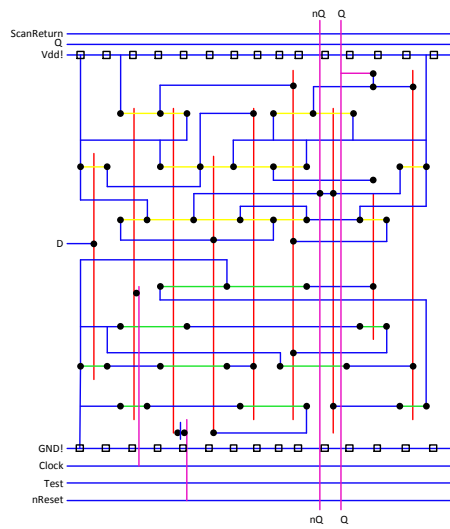 nQ Q
ScanReturn
Q
Vdd!
D
GND!
Clock
Test
nReset
nQ Q